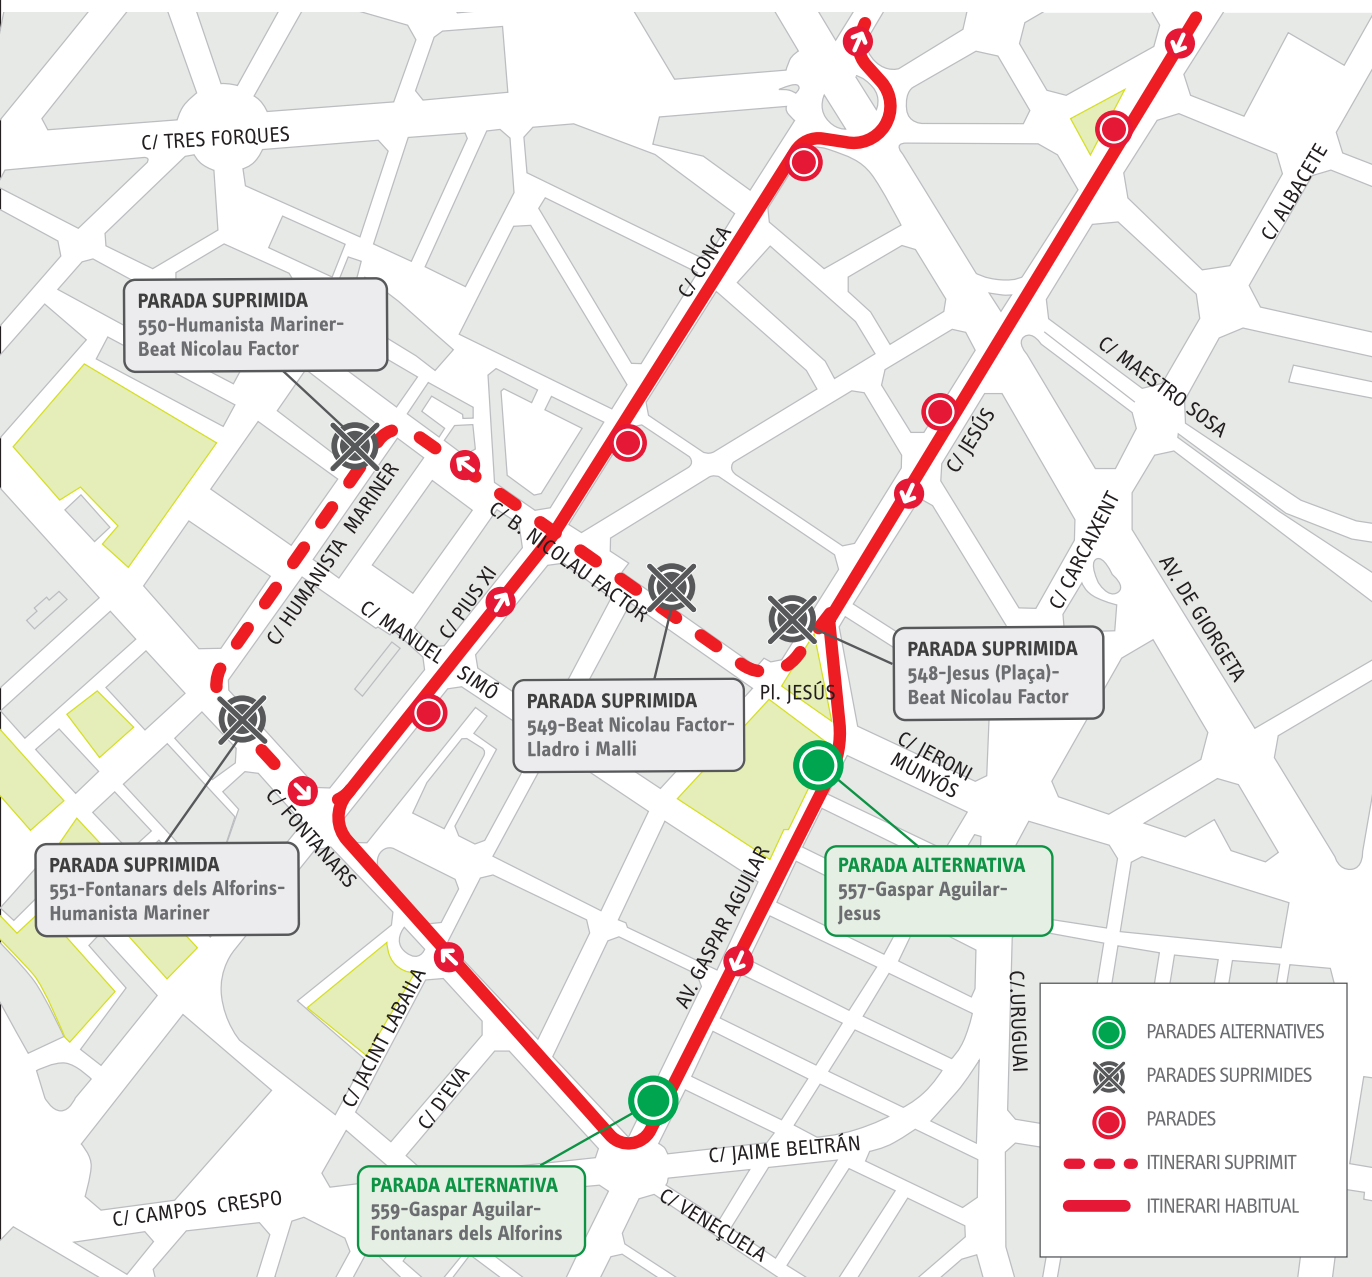 C/ TRES FORQUES
C/ ALBACETE
C/ CONCA
PARADA SUPRIMIDA
550-Humanista Mariner-
Beat Nicolau Factor
C/ MAESTRO SOSA
C/ JESÚS
C/ HUMANISTA MARINER
C/ B. NICOLAU FACTOR
C/ CARCAIXENT
AV. DE GIORGETA
C/ PIUS XI
C/ MANUEL SIMÓ
PARADA SUPRIMIDA
548-Jesus (Plaça)-
Beat Nicolau Factor
PARADA SUPRIMIDA
549-Beat Nicolau Factor-
Lladro i Malli
Pl. JESÚS
C/ JERONI
MUNYÓS
C/ FONTANARS
PARADA SUPRIMIDA
551-Fontanars dels Alforins-
Humanista Mariner
AV. GASPAR AGUILAR
PARADA ALTERNATIVA
557-Gaspar Aguilar-
Jesus
C/ JACINT LABAILA
C/ D'EVA
C/.URUGUAI
PARADES ALTERNATIVES
PARADES SUPRIMIDES
PARADES
ITINERARI SUPRIMIT
ITINERARI HABITUAL
C/ JAIME BELTRÁN
PARADA ALTERNATIVA
559-Gaspar Aguilar-
Fontanars dels Alforins
C/ CAMPOS CRESPO
C/ VENEÇUELA